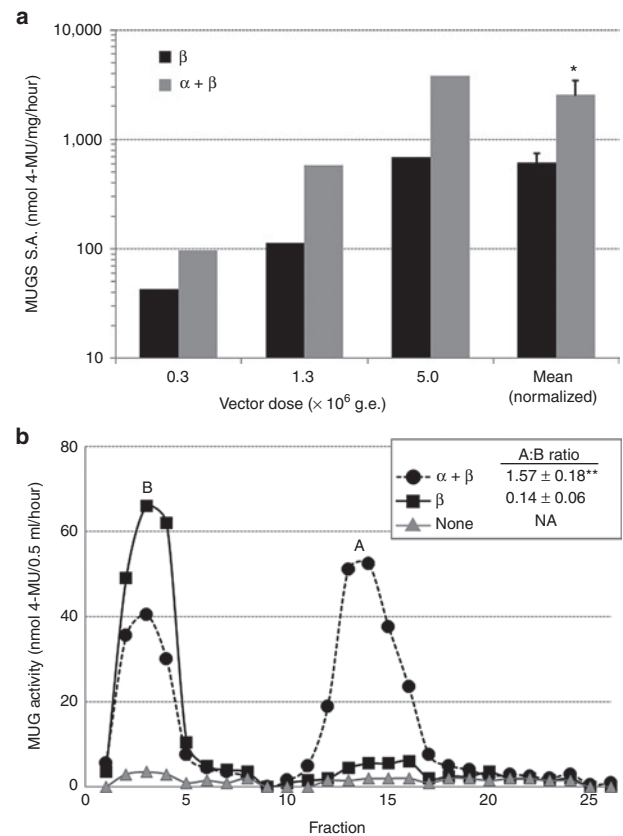 a
MUGS S.A. (nmol 4-MU/mg/hour)
10,000
1,000
100
10
β
α + β
*
0.3
1.3
5.0
Mean
(normalized)
Vector dose (× 10⁶ g.e.)
b
MUG activity (nmol 4-MU/0.5 ml/hour)
80
60
40
20
0
B
A
A:B ratio
α + β 1.57 ± 0.18**
β 0.14 ± 0.06
None NA
0 5 10 15 20 25
Fraction